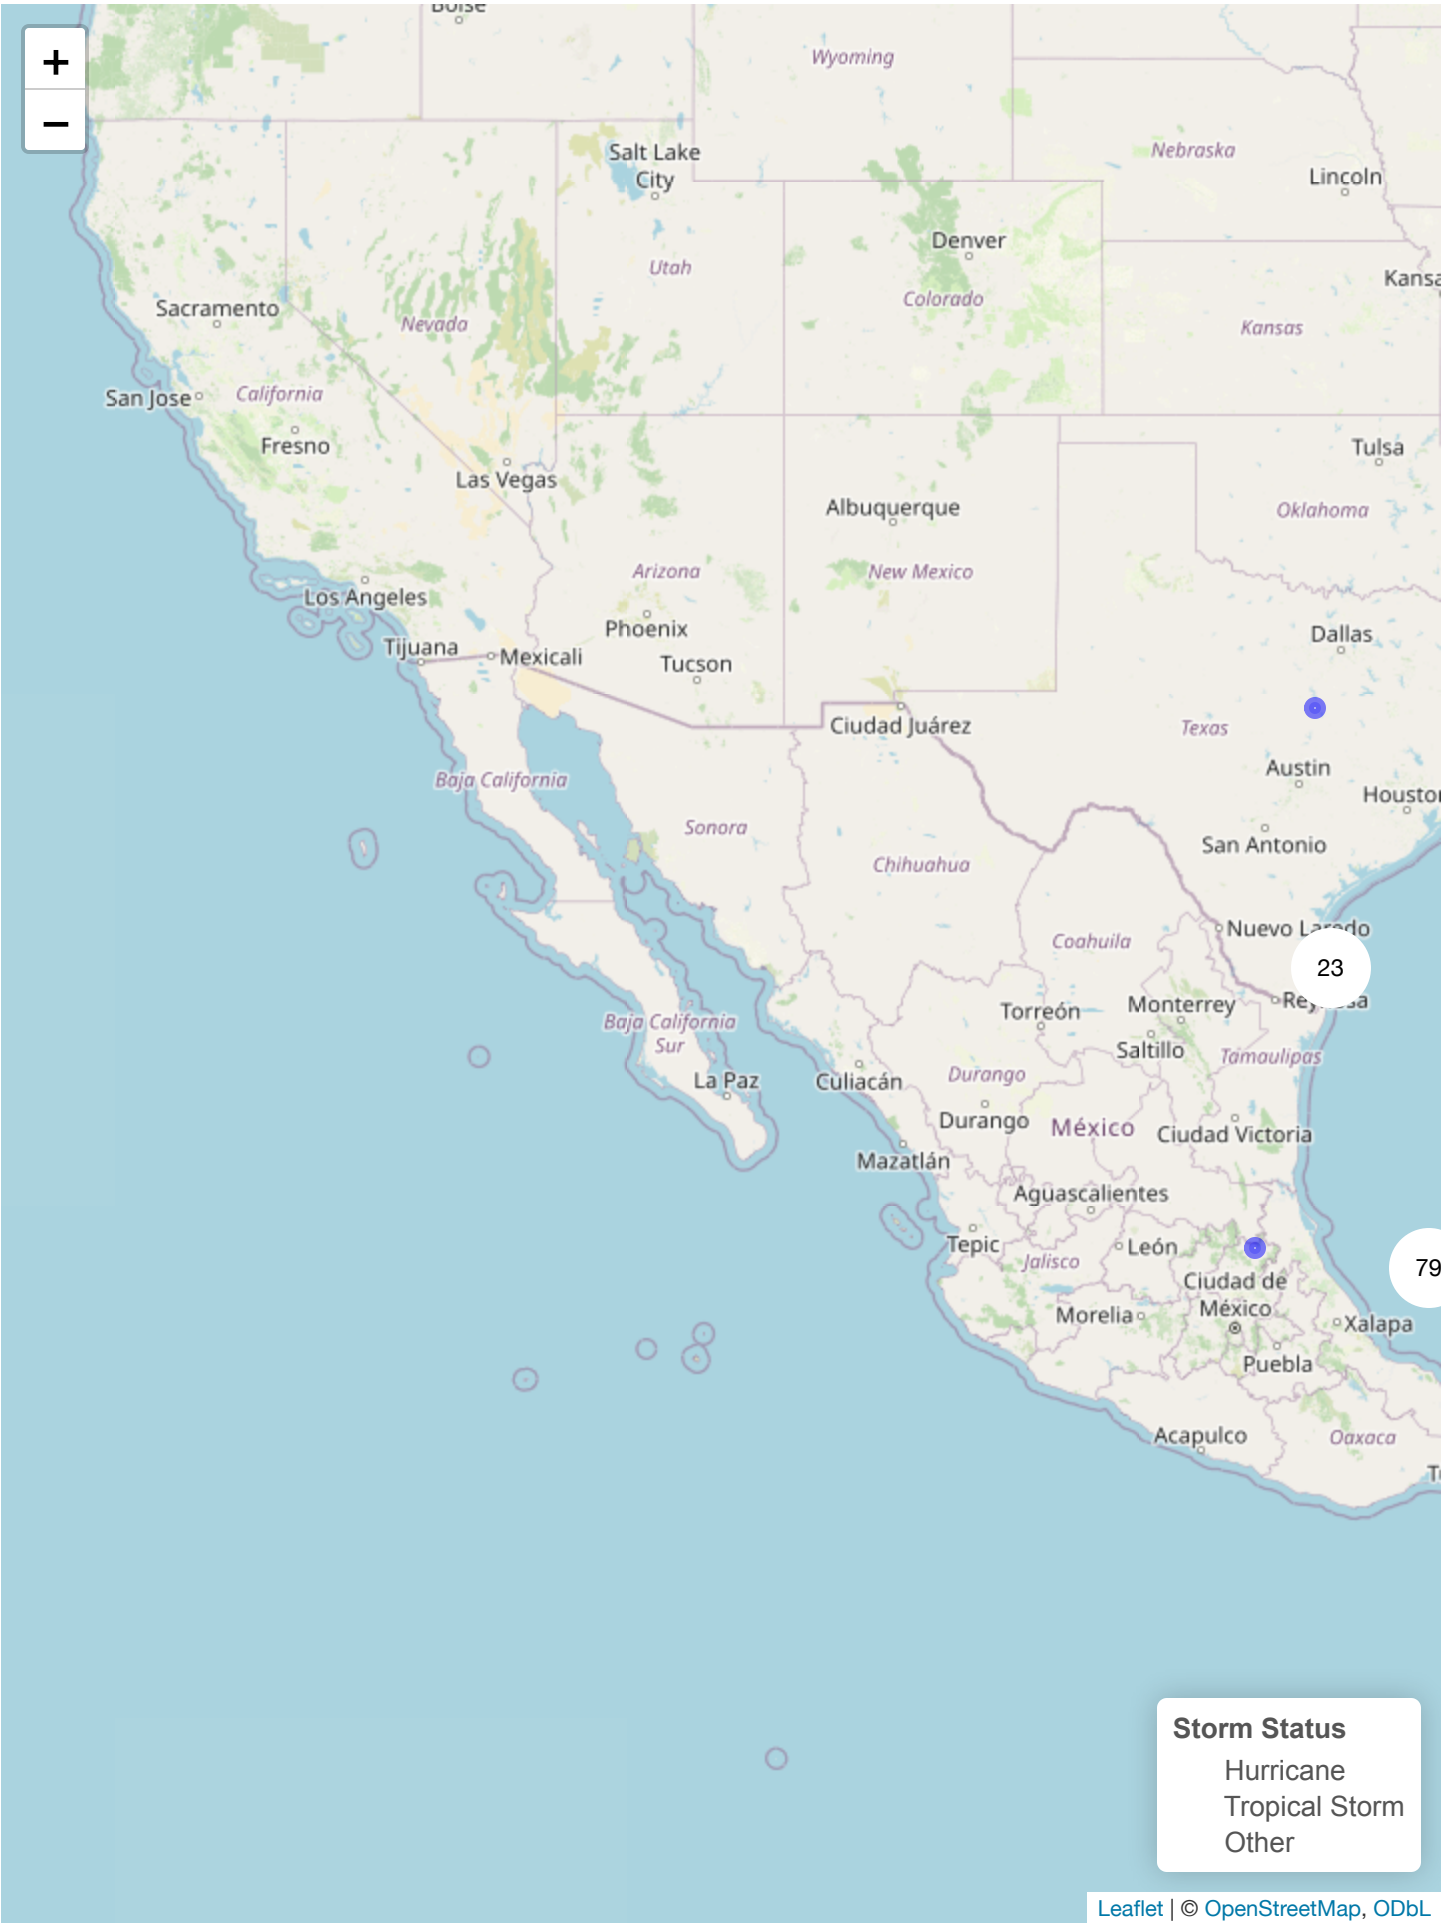 Boise
+
−
Wyoming
Salt Lake
City
Nebraska
Lincoln
Denver
Utah
Colorado
Kansas
Sacramento
Nevada
San Jose
California
Fresno
Las Vegas
Tulsa
Albuquerque
Oklahoma
Arizona
New Mexico
Los Angeles
Phoenix
Dallas
Tijuana
Mexicali
Tucson
Ciudad Juárez
Texas
Austin
Baja California
Houston
Sonora
San Antonio
Chihuahua
Nuevo Laredo
Coahuila
23
Torreón
Monterrey
Baja California
Sur
Saltillo
Tamaulipas
La Paz
Culiacán
Durango
Durango
México
Ciudad Victoria
Mazatlán
Aguascalientes
Tepic
León
Jalisco
79
Ciudad de
México
Morelia
Xalapa
Puebla
Acapulco
Oaxaca
Storm Status
Hurricane
Tropical Storm
Other
Leaflet | © OpenStreetMap, ODbL